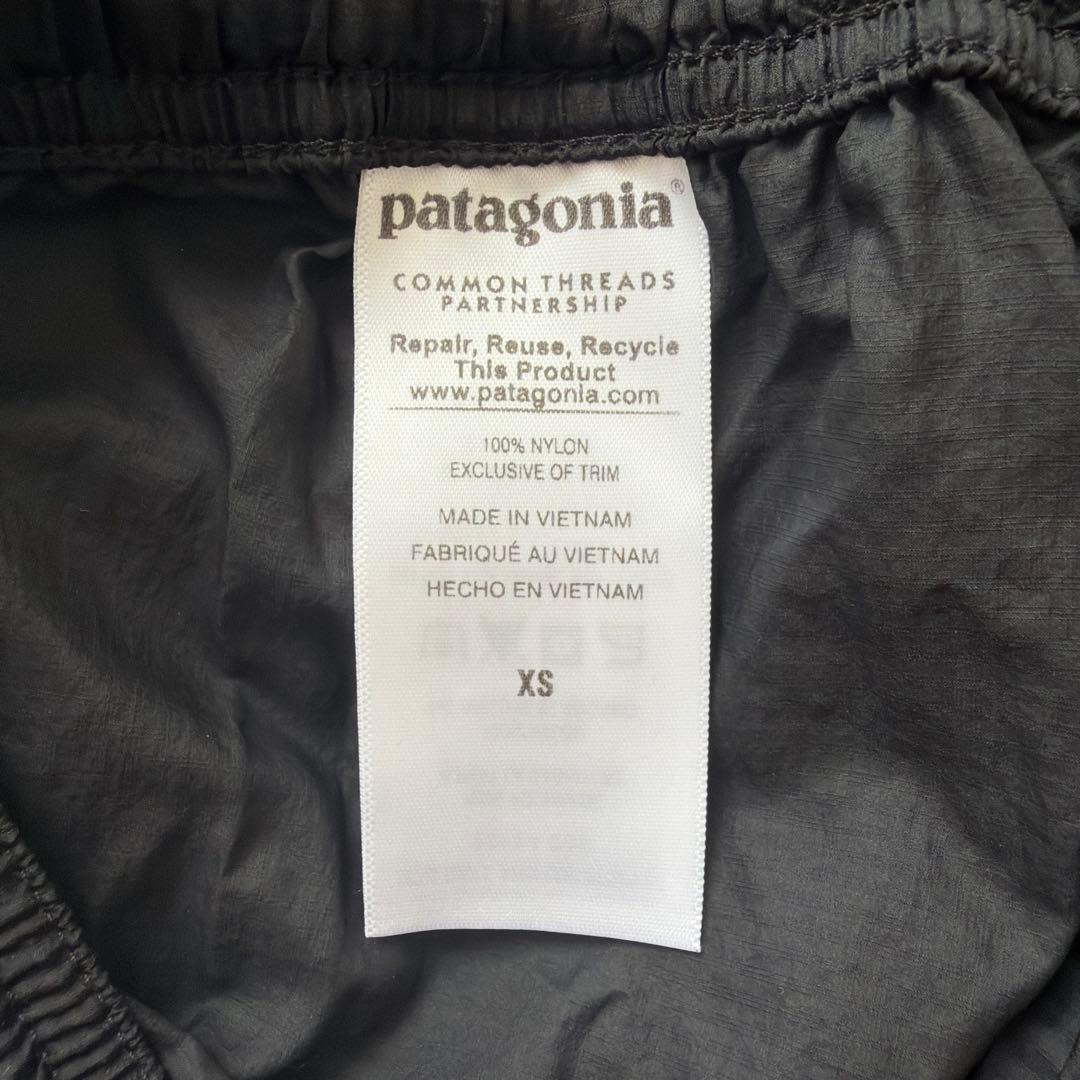 patagonia®
COMMON THREADS
PARTNERSHIP
Repair, Reuse, Recycle
This Product
www.patagonia.com
100% NYLON
EXCLUSIVE OF TRIM
MADE IN VIETNAM
FABRIQUÉ AU VIETNAM
HECHO EN VIETNAM
XS